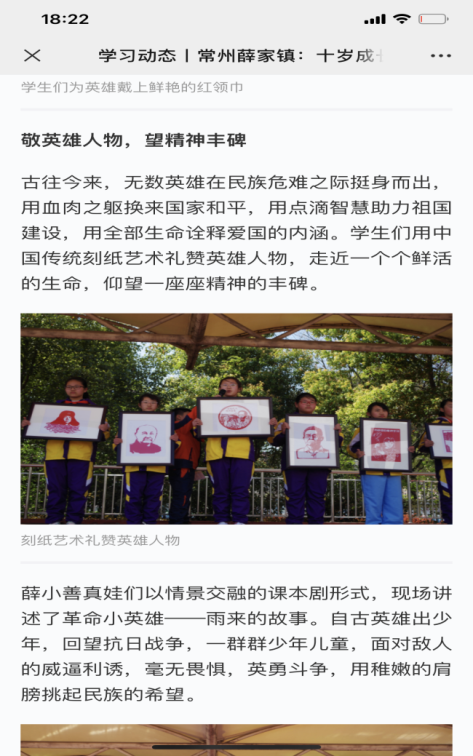 18:22
学习动态丨常州薛家镇：十岁成
学生们为英雄戴上鲜艳的红领巾
敬英雄人物，望精神丰碑
古往今来，无数英雄在民族危难之际挺身而出，
用血肉之躯换来国家和平，用点滴智慧助力祖国
建设，用全部生命诠释爱国的内涵。学生们用中
国传统刻纸艺术礼赞英雄人物，走近一个个鲜活
的生命，仰望一座座精神的丰碑。
刻纸艺术礼赞英雄人物
薛小善真娃们以情景交融的课本剧形式，现场讲
述了革命小英雄——雨来的故事。自古英雄出少
年，回望抗日战争，一群群少年儿童，面对敌人
的威逼利诱，毫无畏惧，英勇斗争，用稚嫩的肩
膀挑起民族的希望。